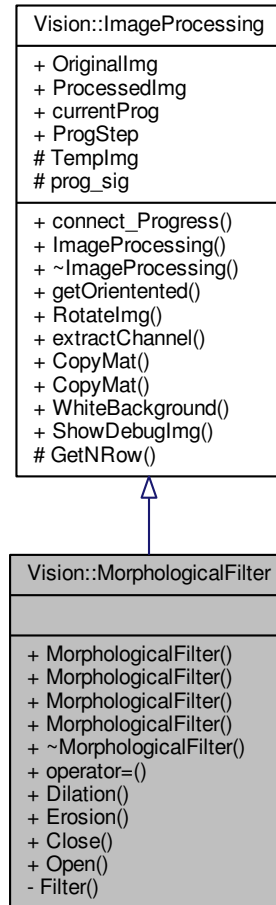 Vision::ImageProcessing
+ OriginalImg
+ ProcessedImg
+ currentProg
+ ProgStep
# TempImg
# prog_sig
+ connect_Progress()
+ ImageProcessing()
+ ~ImageProcessing()
+ getOrientented()
+ RotateImg()
+ extractChannel()
+ CopyMat()
+ CopyMat()
+ WhiteBackground()
+ ShowDebugImg()
# GetNRow()
Vision::MorphologicalFilter
+ MorphologicalFilter()
+ MorphologicalFilter()
+ MorphologicalFilter()
+ MorphologicalFilter()
+ ~MorphologicalFilter()
+ operator=()
+ Dilation()
+ Erosion()
+ Close()
+ Open()
- Filter()